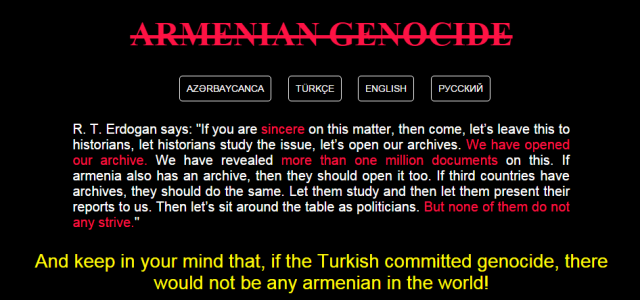 ARMENIAN GENOCIDE
AZƏRBAYCANCA TÜRKÇE ENGLISH РУССКИЙ
R. T. Erdogan says: "If you are sincere on this matter, then come, let's leave this to
historians, let historians study the issue, let's open our archives. We have opened
our archive. We have revealed more than one million documents on this. If
armenia also has an archive, then they should open it too. If third countries have
archives, they should do the same. Let them study and then let them present their
reports to us. Then let's sit around the table as politicians. But none of them do not
any strive."
And keep in your mind that, if the Turkish committed genocide, there
would not be any armenian in the world!